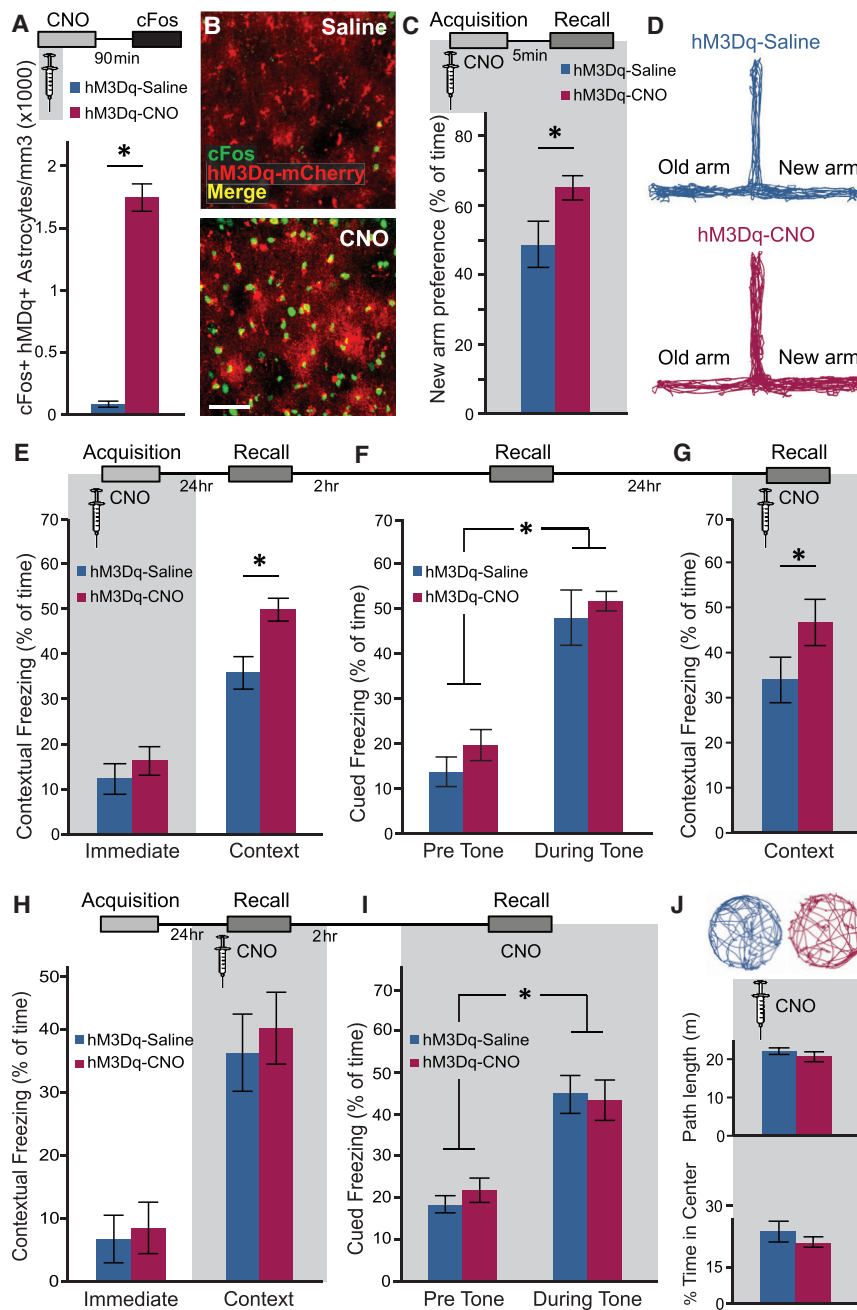 A
CNO
cFos
90min
hM3Dq-Saline
hM3Dq-CNO
cFos+ hMDq+ Astrocytes/mm3 (x1000)
2
1.5
1
0.5
0
*
B
Saline
cFos
hM3Dq-mCherry
Merge
CNO
C
Acquisition
Recall
CNO
5min
hM3Dq-Saline
hM3Dq-CNO
New arm preference (% of time)
80
60
40
20
0
*
D
hM3Dq-Saline
Old arm
New arm
hM3Dq-CNO
Old arm
New arm
E
Acquisition
Recall
24hr
2hr
CNO
Contextual Freezing (% of time)
70
60
50
40
30
20
10
0
hM3Dq-Saline
hM3Dq-CNO
*
Immediate
Context
F
Recall
24hr
Cued Freezing (% of time)
70
60
50
40
30
20
10
0
hM3Dq-Saline
hM3Dq-CNO
*
Pre Tone
During Tone
G
Recall
CNO
Contextual Freezing (% of time)
70
60
50
40
30
20
10
0
*
Context
H
Acquisition
Recall
24hr
2hr
CNO
Contextual Freezing (% of time)
50
40
30
20
10
0
hM3Dq-Saline
hM3Dq-CNO
Immediate
Context
I
Recall
CNO
Cued Freezing (% of time)
70
60
50
40
30
20
10
0
hM3Dq-Saline
hM3Dq-CNO
*
Pre Tone
During Tone
J
CNO
Path length (m)
20
0
% Time in Center
30
0